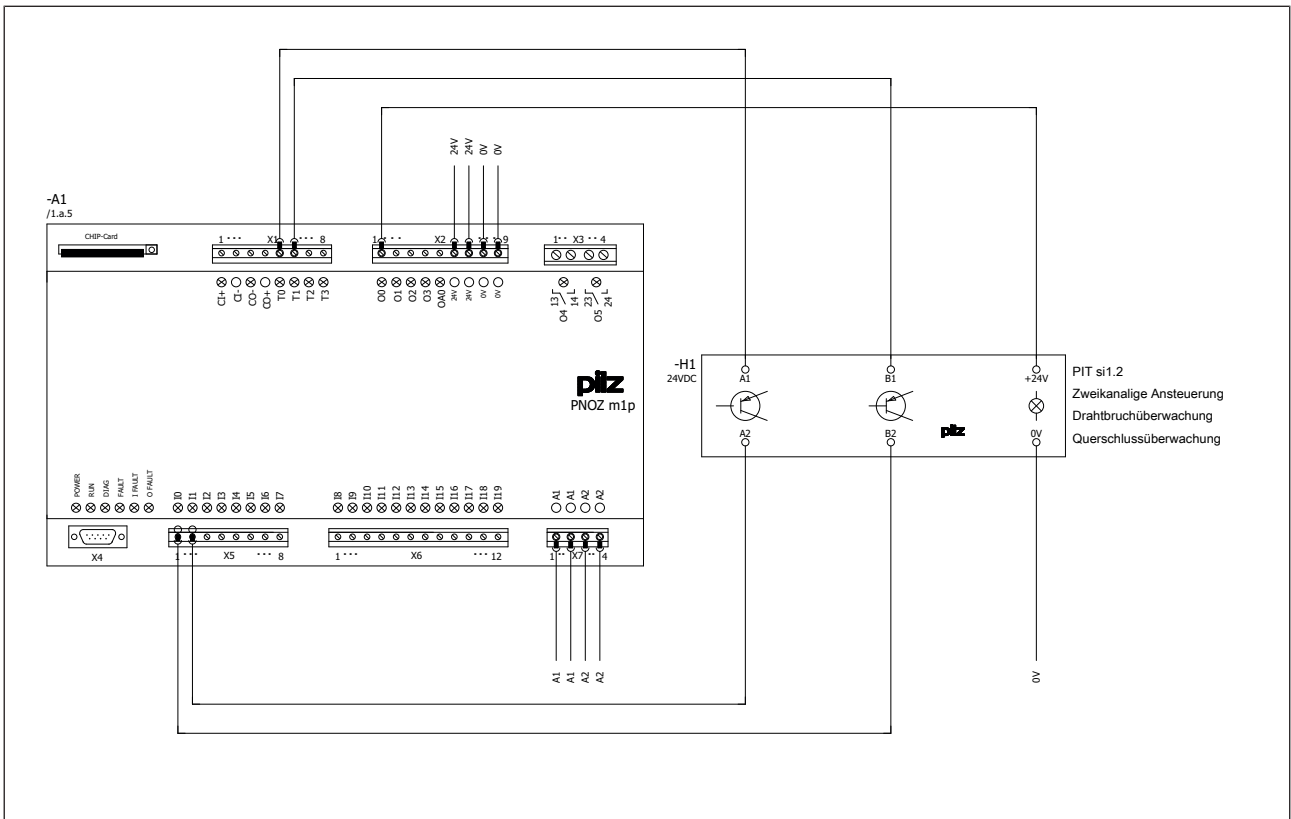 24V 24V 0V 0V
-A1
/1.a.5
CHIP-Card
1 ··· X1 ··· 8
1 ··· X2 ··· 9
1 ·· X3 ·· 4
CI+ CI- CO- CO+ T0 T1 T2 T3
O0 O1 O2 O3 OA0 24V 24V 0V 0V
13 14 O4 23 24 O5
pilz
PNOZ m1p
-H1
24VDC
A1 B1 +24V
A2 B2 0V
pilz
PIT si1.2
Zweikanalige Ansteuerung
Drahtbruchüberwachung
Querschlussüberwachung
POWER RUN DIAG FAULT I FAULT O FAULT
I0 I1 I2 I3 I4 I5 I6 I7
I8 I9 I10 I11 I12 I13 I14 I15 I16 I17 I18 I19
A1 A1 A2 A2
X4
1 ··· X5 ··· 8
1 ··· X6 ··· 12
1 ·· X7 ·· 4
A1 A1 A2 A2
0V